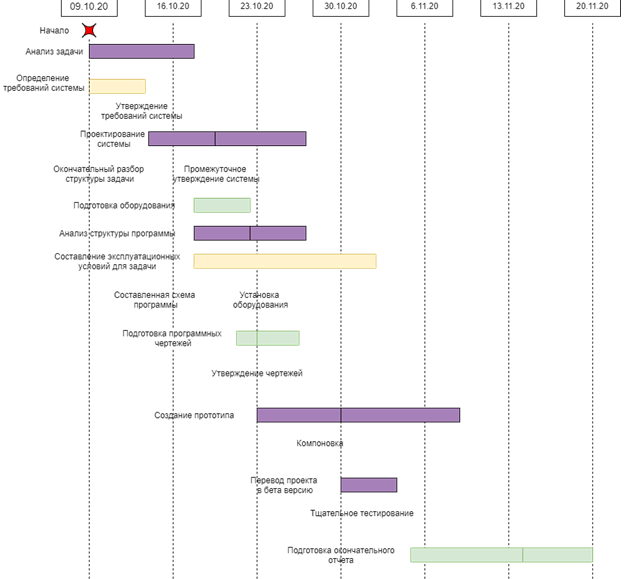 09.10.20 16.10.20 23.10.20 30.10.20 6.11.20 13.11.20 20.11.20
Начало
Анализ задачи
Определение
требований системы
Утверждение
требований системы
Проектирование
системы
Окончательный разбор
структуры задачи
Промежуточное
утверждение системы
Подготовка оборудования
Анализ структуры программы
Составление эксплуатационных
условий для задачи
Составленная схема
программы
Установка
оборудования
Подготовка программных
чертежей
Утверждение чертежей
Создание прототипа
Компоновка
Перевод проекта
в бета версию
Тщательное тестирование
Подготовка окончательного
отчета